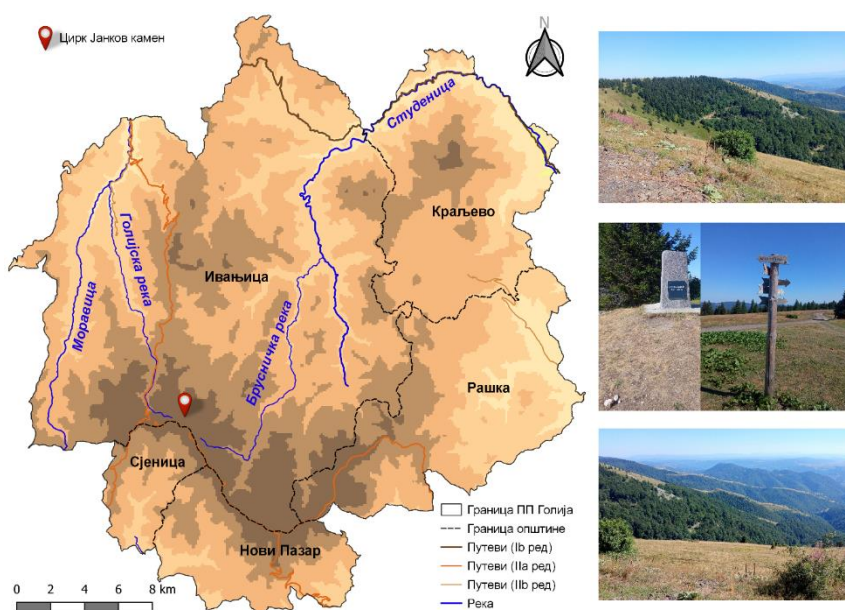 Цирк Јанков камен
N
Студеница
Краљево
Голијска река
Ивањица
Моравица
Брусничка река
Рашка
Сјеница
Нови Пазар
Граница ПП Голија
Граница општине
Путеви (Ib ред)
Путеви (IIa ред)
Путеви (IIb ред)
Река
0 2 4 6 8 km